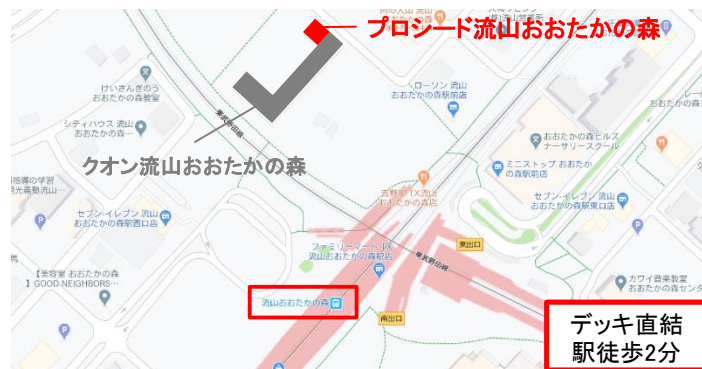 プロシード流山おおたかの森
けいさんぎのう
おおたかの森教室
ローソン 流山
おおたかの森駅前店
シティハウス 流山
おおたかの森…
クオン流山おおたかの森
おおたかの森ヒルズ
ナーサリースクール
ミニストップ おおたか
の森駅前店
吉野家 TX流山
おおたかの森店
セブン-イレブン 流山
おおたかの森駅東口店
セブン-イレブン 流山
おおたかの森駅西口店
東武野田線
東出口
ファミリーマート TX
流山おおたかの森駅店
東武野田線
【美容室 おおたかの森
】GOOD NEIGHBORS…
カワイ音楽教室
おおたかの森センタ
流山おおたかの森
南出口
デッキ直結
駅徒歩2分